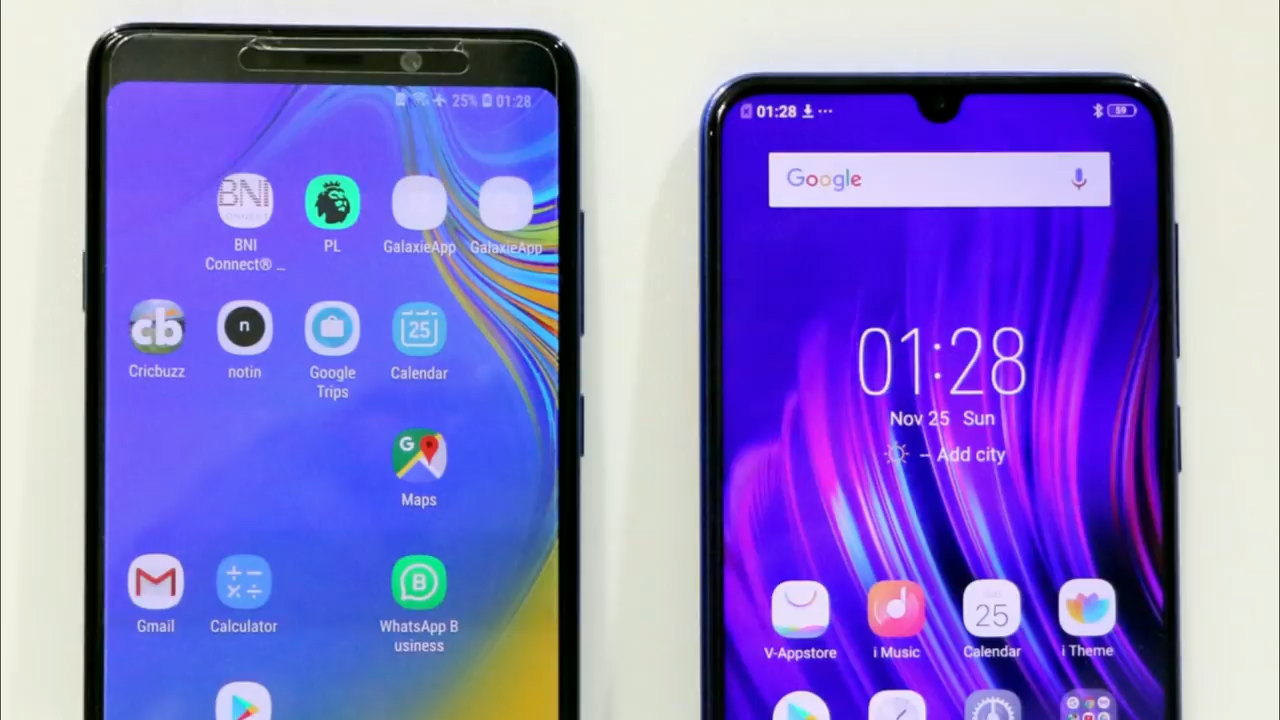 25% 01:28
BNI
CONNECT
BNI
Connect® _
PL
GalaxieApp
GalaxieApp
cb
Cricbuzz
n
notin
Google
Trips
25
Calendar
G
Maps
Gmail
Calculator
B
WhatsApp B
usiness
01:28 ...
59
Google
01:28
Nov 25 Sun
-- Add city
V-Appstore
i Music
25
Calendar
i Theme